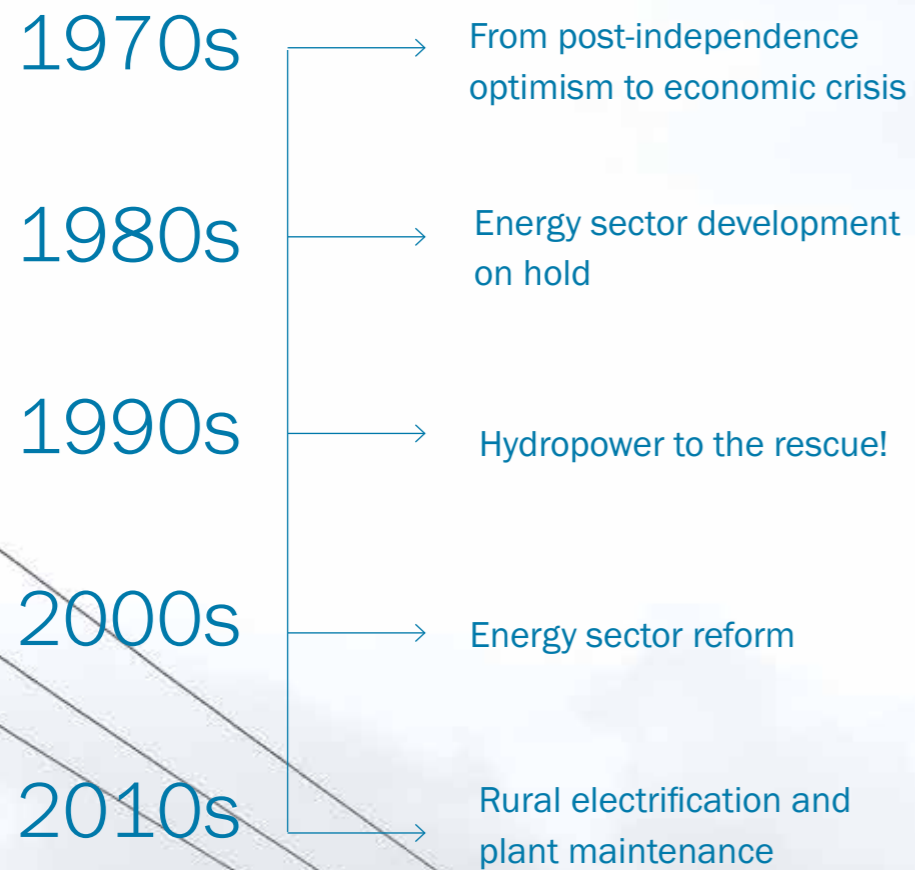 1970s
From post-independence
optimism to economic crisis
1980s
Energy sector development
on hold
1990s
Hydropower to the rescue!
2000s
Energy sector reform
2010s
Rural electrification and
plant maintenance